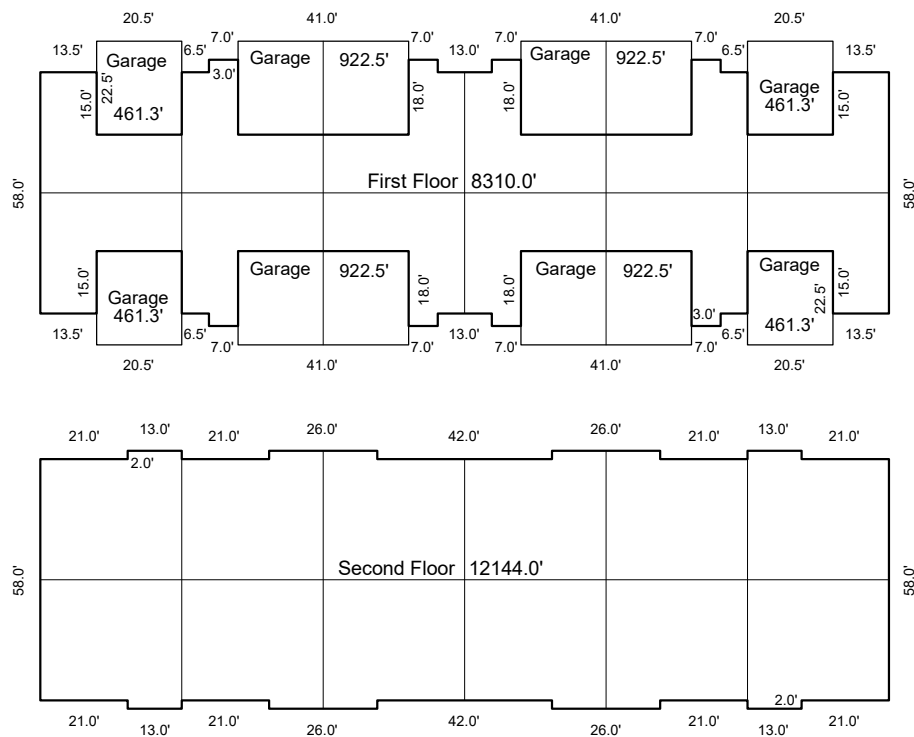 20.5' 41.0' 41.0' 20.5'
13.5' 6.5' 7.0' 7.0' 13.0' 7.0' 7.0' 6.5' 13.5'
Garage Garage 922.5' Garage 922.5'
3.0'
15.0' 22.5' 18.0' 18.0' Garage 15.0'
461.3' 461.3'
58.0' First Floor 8310.0' 58.0'
Garage 922.5' Garage 922.5' Garage
15.0' Garage 18.0' 18.0' 22.5' 15.0'
461.3' 3.0' 461.3'
13.5' 6.5' 7.0' 7.0' 13.0' 7.0' 7.0' 6.5' 13.5'
20.5' 41.0' 41.0' 20.5'
21.0' 13.0' 21.0' 26.0' 42.0' 26.0' 21.0' 13.0' 21.0'
2.0'
58.0' Second Floor 12144.0' 58.0'
2.0'
21.0' 13.0' 21.0' 26.0' 42.0' 26.0' 21.0' 13.0' 21.0'